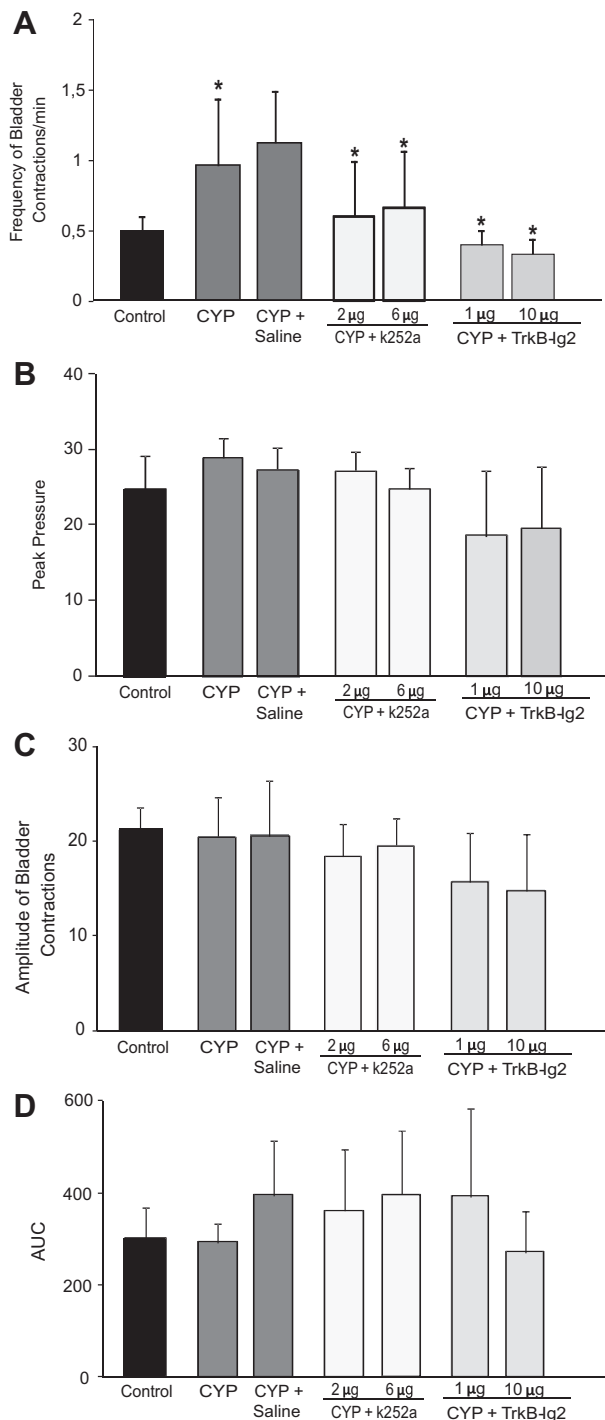 A
Frequency of Bladder
Contractions/min
2
1,5
1
0,5
0
*
*
*
*
*
Control
CYP
CYP +
Saline
2 µg
6 µg
CYP + k252a
1 µg
10 µg
CYP + TrkB-Ig2
B
Peak Pressure
40
30
20
10
0
Control
CYP
CYP +
Saline
2 µg
6 µg
CYP + k252a
1 µg
10 µg
CYP + TrkB-Ig2
C
Amplitude of Bladder
Contractions
30
20
10
0
Control
CYP
CYP +
Saline
2 µg
6 µg
CYP + k252a
1 µg
10 µg
CYP + TrkB-Ig2
D
AUC
600
400
200
0
Control
CYP
CYP +
Saline
2 µg
6 µg
CYP + k252a
1 µg
10 µg
CYP + TrkB-Ig2